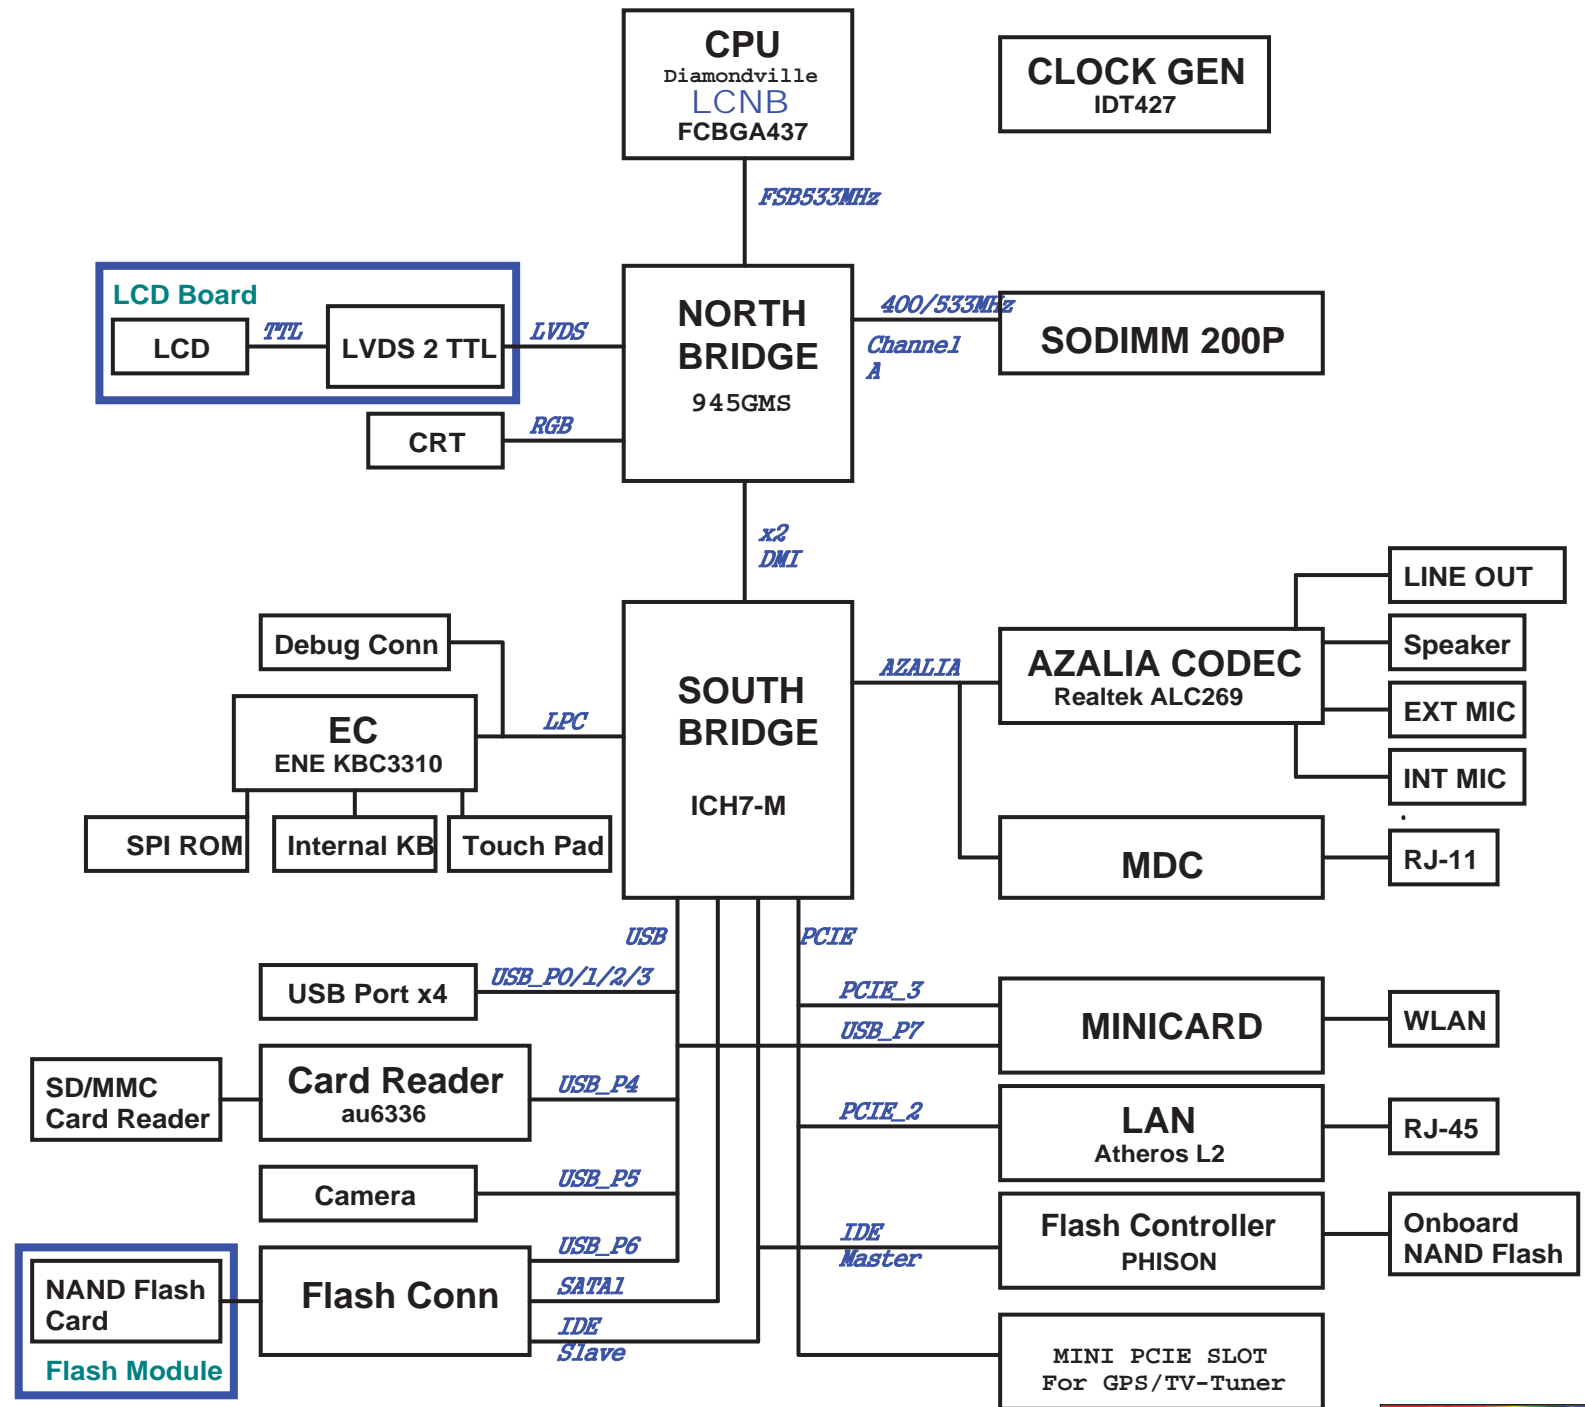 CPU
Diamondville
LCNB
FCBGA437
CLOCK GEN
IDT427
FSB533MHz
LCD Board
LCD
TTL
LVDS 2 TTL
LVDS
NORTH
BRIDGE
945GMS
400/533MHz
Channel
A
SODIMM 200P
CRT
RGB
x2
DMI
Debug Conn
EC
ENE KBC3310
LPC
SPI ROM
Internal KB
Touch Pad
SOUTH
BRIDGE
ICH7-M
AZALIA
AZALIA CODEC
Realtek ALC269
LINE OUT
Speaker
EXT MIC
INT MIC
MDC
RJ-11
USB
PCIE
USB Port x4
USB_P0/1/2/3
PCIE_3
USB_P7
MINICARD
WLAN
SD/MMC
Card Reader
Card Reader
au6336
USB_P4
PCIE_2
LAN
Atheros L2
RJ-45
Camera
USB_P5
Flash Controller
PHISON
IDE
Master
Onboard
NAND Flash
NAND Flash
Card
Flash Module
Flash Conn
USB_P6
SATA1
IDE
Slave
MINI PCIE SLOT
For GPS/TV-Tuner